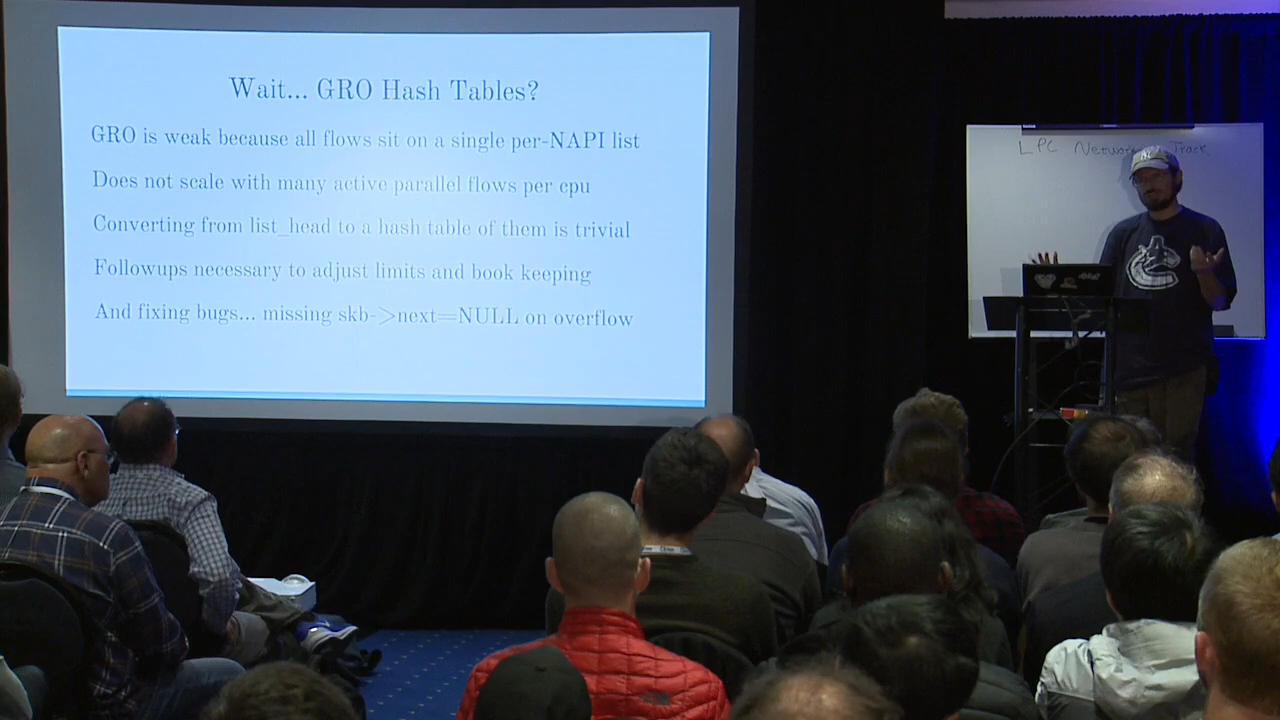 Wait... GRO Hash Tables?
GRO is weak because all flows sit on a single per-NAPI list
Does not scale with many active parallel flows per cpu
Converting from list_head to a hash table of them is trivial
Followups necessary to adjust limits and book keeping
And fixing bugs... missing skb->next=NULL on overflow
LPC Network Track